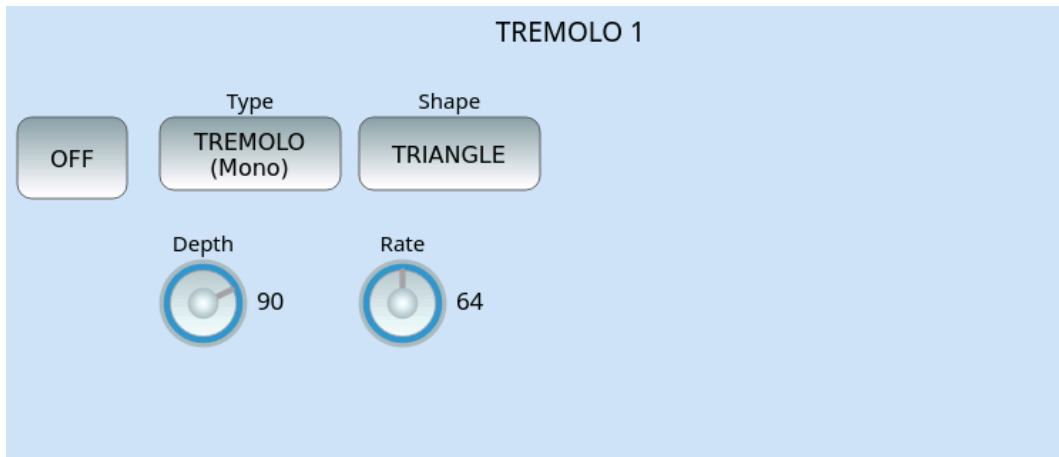 TREMOLO 1
Type
Shape
OFF
TREMOLO
(Mono)
TRIANGLE
Depth
Rate
90
64